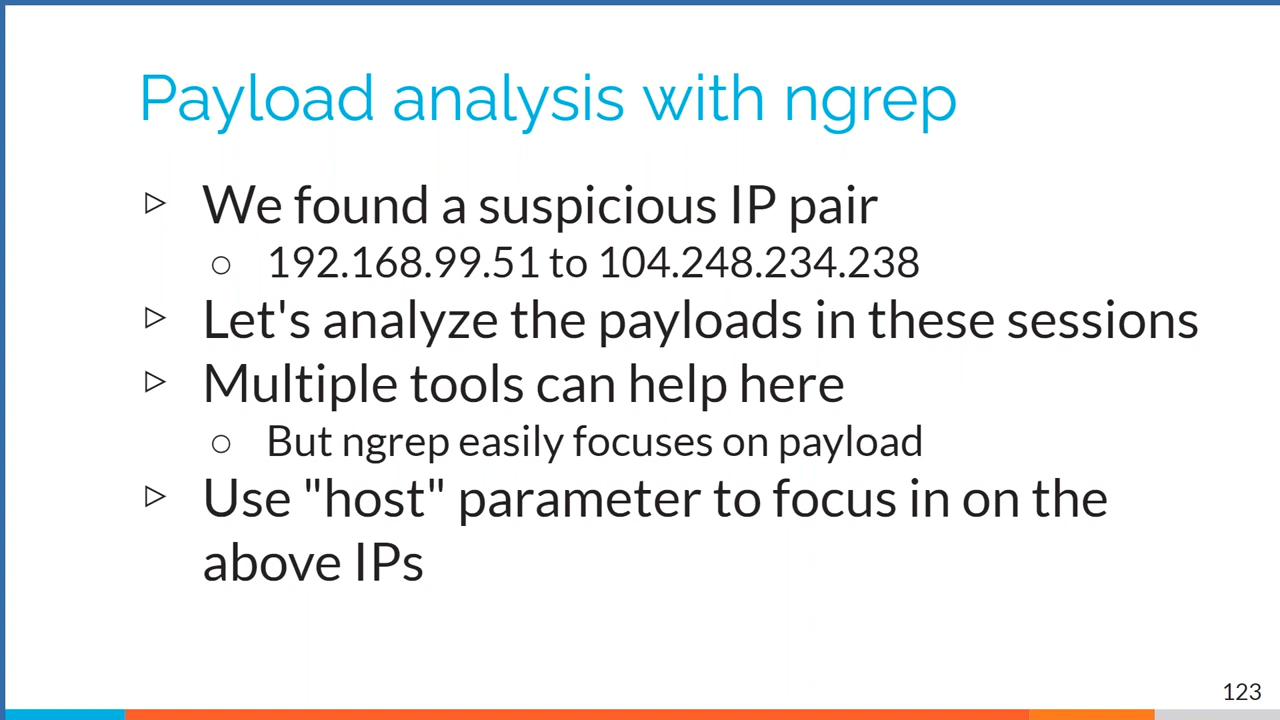 Payload analysis with ngrep
▷ We found a suspicious IP pair
○ 192.168.99.51 to 104.248.234.238
▷ Let's analyze the payloads in these sessions
▷ Multiple tools can help here
○ But ngrep easily focuses on payload
▷ Use "host" parameter to focus in on the
above IPs
123